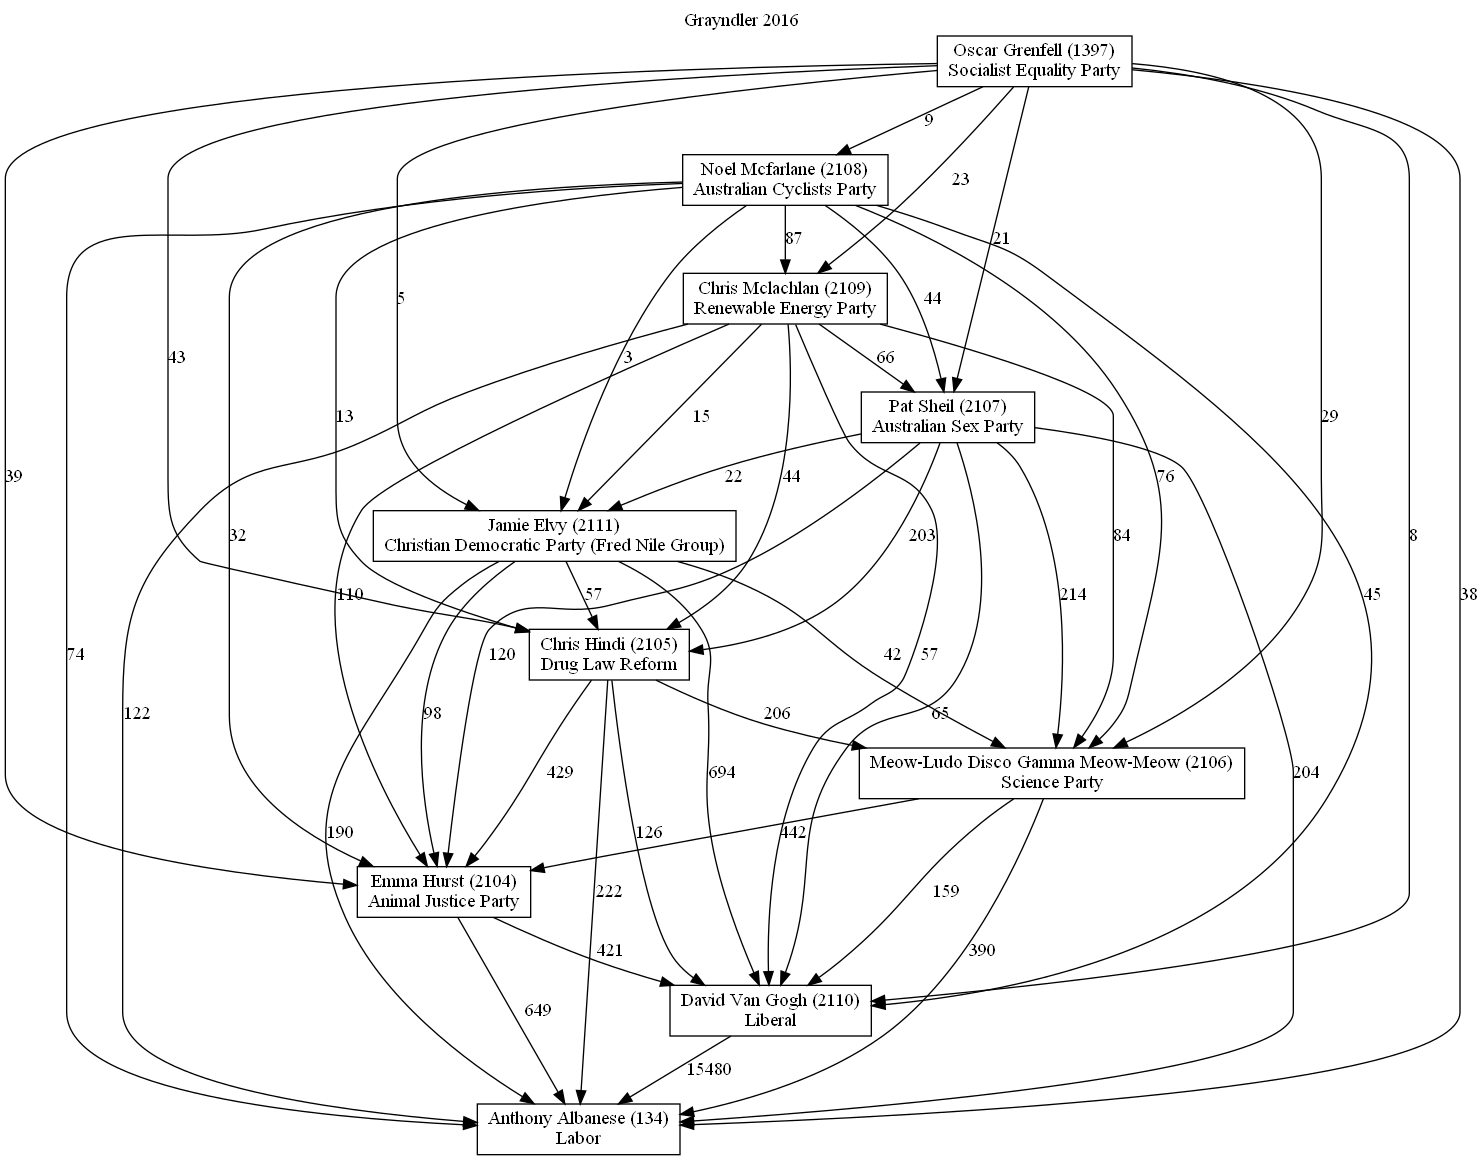 Grayndler 2016
Oscar Grenfell (1397)
Socialist Equality Party
9
Noel Mcfarlane (2108)
Australian Cyclists Party
23
87
21
Chris Mclachlan (2109)
Renewable Energy Party
5
44
43
3
66
Pat Sheil (2107)
Australian Sex Party
13
15
29
39
22
44
76
Jamie Elvy (2111)
Christian Democratic Party (Fred Nile Group)
32
203
84
8
110
57
214
45
38
Chris Hindi (2105)
Drug Law Reform
74
120
42
57
122
98
206
65
Meow-Ludo Disco Gamma Meow-Meow (2106)
Science Party
429
694
204
190
126
442
Emma Hurst (2104)
Animal Justice Party
222
159
421
390
David Van Gogh (2110)
Liberal
649
15480
Anthony Albanese (134)
Labor